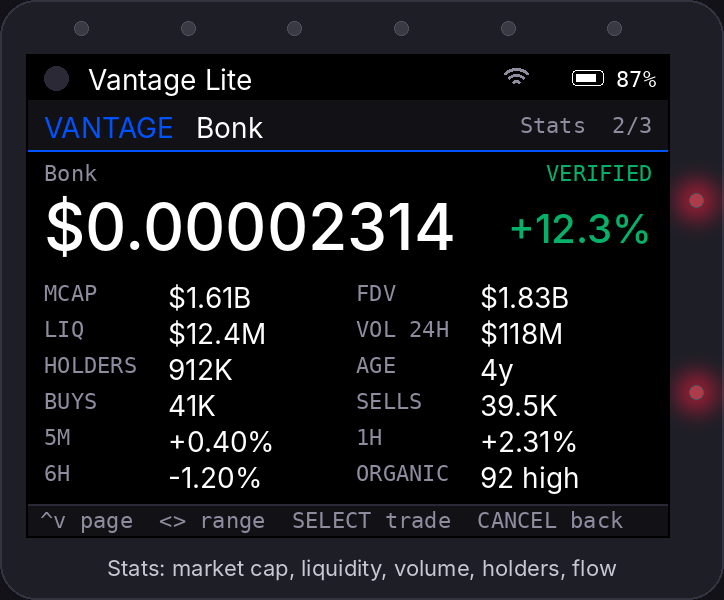 Vantage Lite 87%
VANTAGE Bonk Stats 2/3
Bonk VERIFIED
$0.00002314 +12.3%
MCAP $1.61B FDV $1.83B
LIQ $12.4M VOL 24H $118M
HOLDERS 912K AGE 4y
BUYS 41K SELLS 39.5K
5M +0.40% 1H +2.31%
6H -1.20% ORGANIC 92 high
^v page <> range SELECT trade CANCEL back
Stats: market cap, liquidity, volume, holders, flow